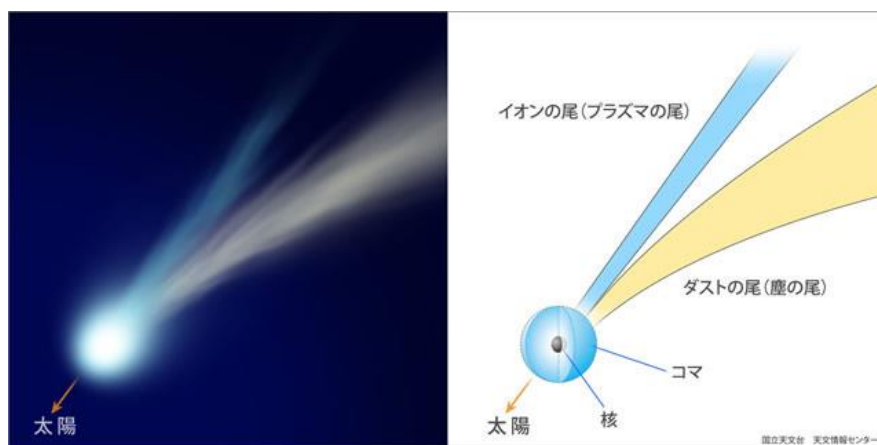 太陽
イオンの尾(プラズマの尾)
ダストの尾(塵の尾)
コマ
核
太陽
国立天文台 天文情報センター